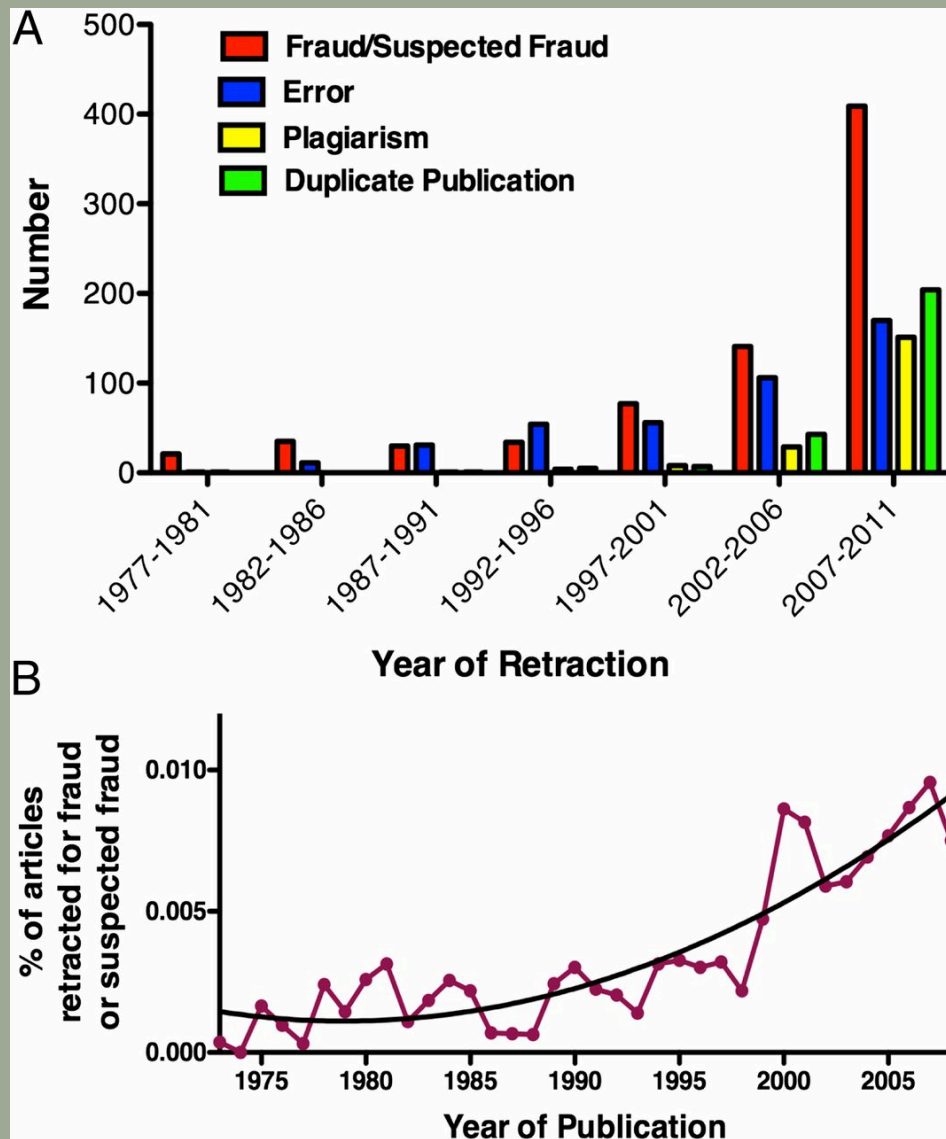 A
500
400
300
200
100
0
Number
Fraud/Suspected Fraud
Error
Plagiarism
Duplicate Publication
1977-1981
1982-1986
1987-1991
1992-1996
1997-2001
2002-2006
2007-2011
Year of Retraction
B
% of articles
retracted for fraud
or suspected fraud
0.010
0.005
0.000
1975
1980
1985
1990
1995
2000
2005
Year of Publication